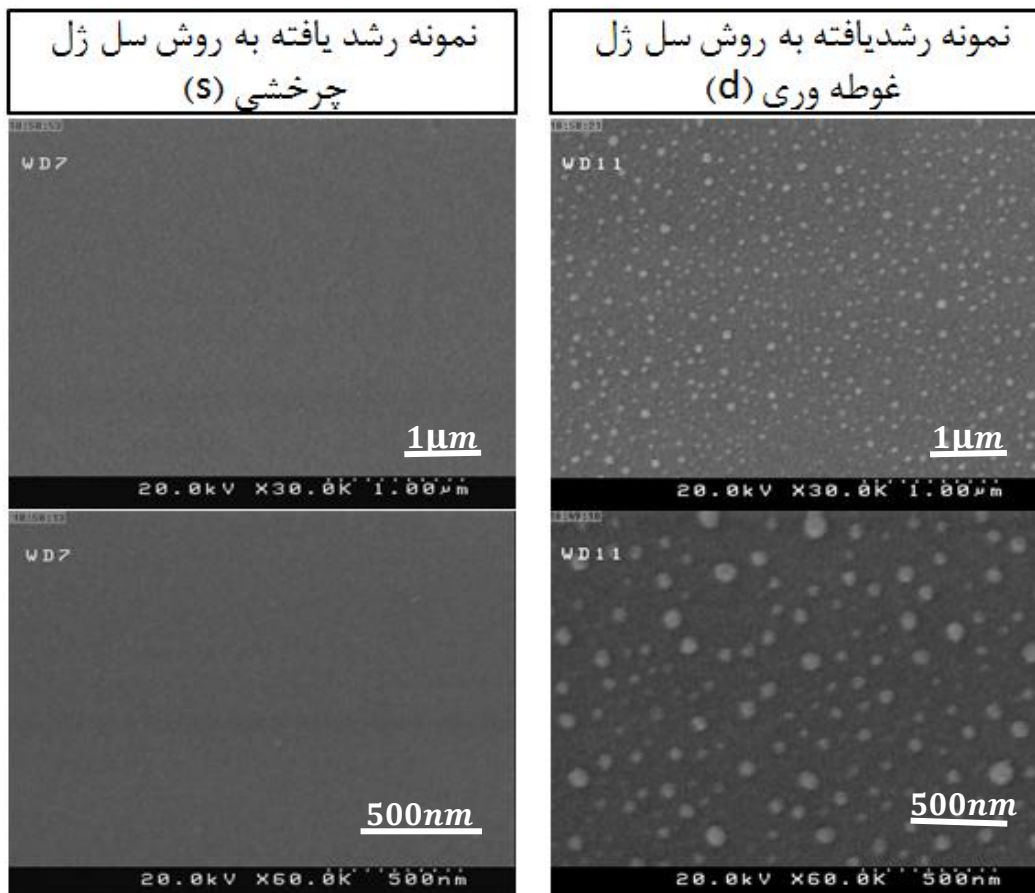 نمونه رشدیافته به روش سل ژل
غوطه وری (d)
نمونه رشد یافته به روش سل ژل
چرخشی (s)
WD7
1μm
20.0kV X30.0K 1.00μm
WD11
1μm
20.0kV X30.0K 1.00μm
WD7
500nm
20.0kV X60.0K 500nm
WD11
500nm
20.0kV X60.0K 500nm